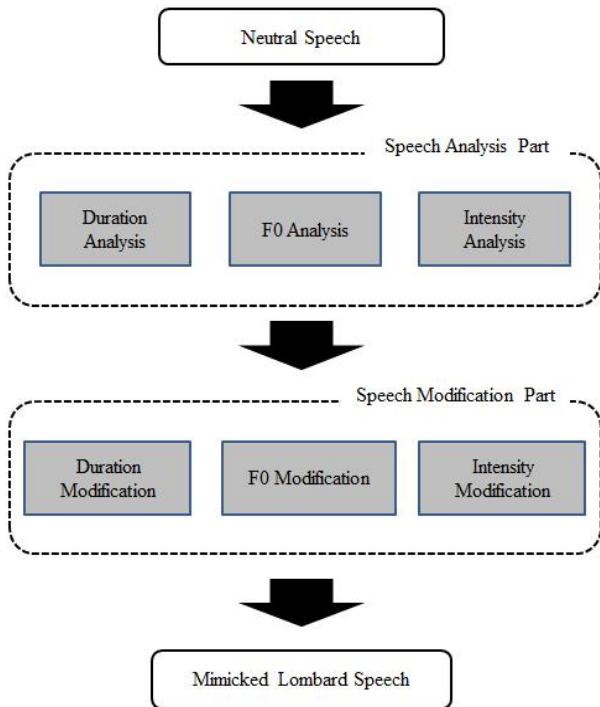 Neutral Speech
Speech Analysis Part
Duration
Analysis
F0 Analysis
Intensity
Analysis
Speech Modification Part
Duration
Modification
F0 Modification
Intensity
Modification
Mimicked Lombard Speech